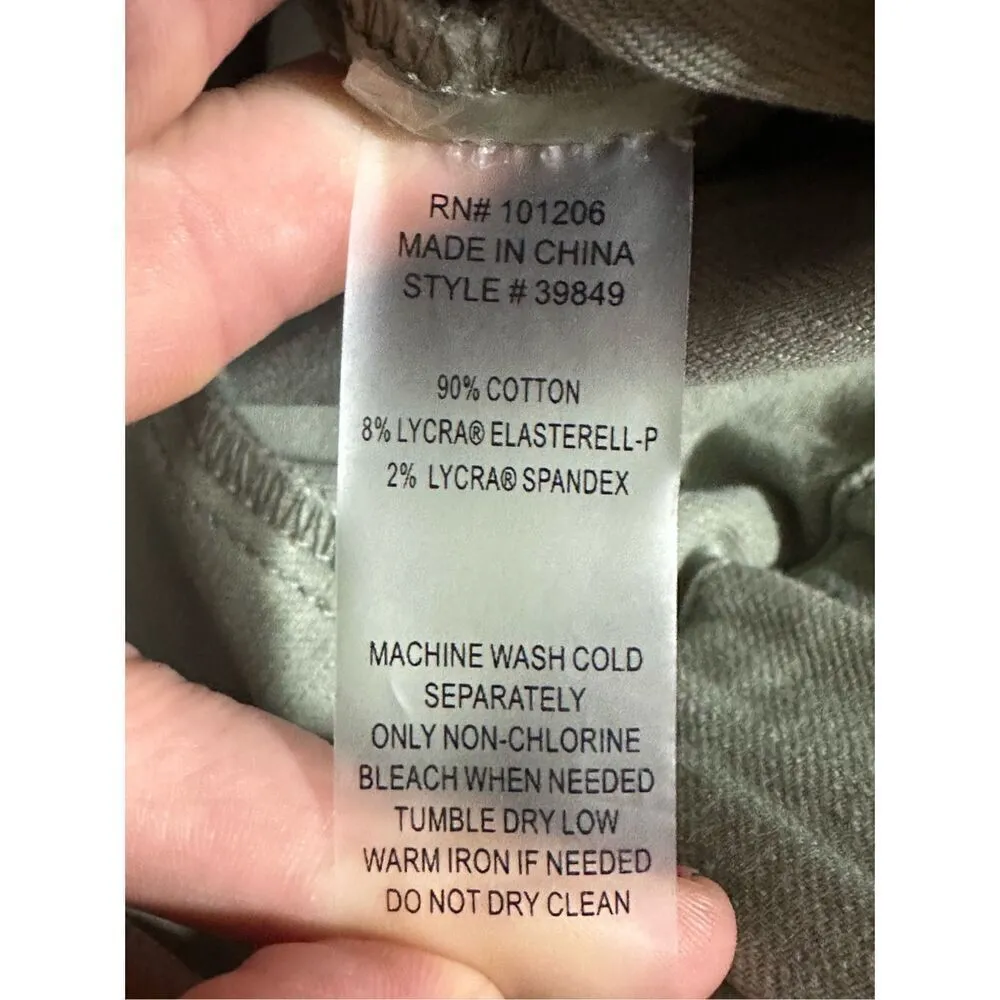 RN# 101206
MADE IN CHINA
STYLE # 39849
90% COTTON
8% LYCRA® ELASTERELL-P
2% LYCRA® SPANDEX
MACHINE WASH COLD
SEPARATELY
ONLY NON-CHLORINE
BLEACH WHEN NEEDED
TUMBLE DRY LOW
WARM IRON IF NEEDED
DO NOT DRY CLEAN